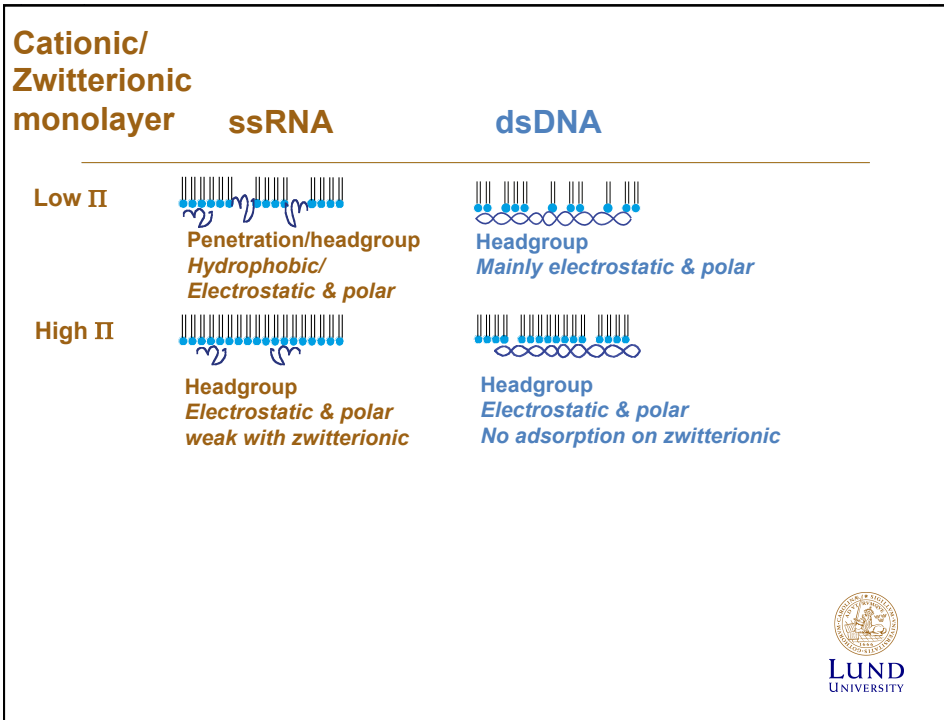 Cationic/
Zwitterionic
monolayer
ssRNA
dsDNA
Low Π
Penetration/headgroup
Hydrophobic/
Electrostatic & polar
Headgroup
Mainly electrostatic & polar
High Π
Headgroup
Electrostatic & polar
weak with zwitterionic
Headgroup
Electrostatic & polar
No adsorption on zwitterionic
LUND
UNIVERSITY